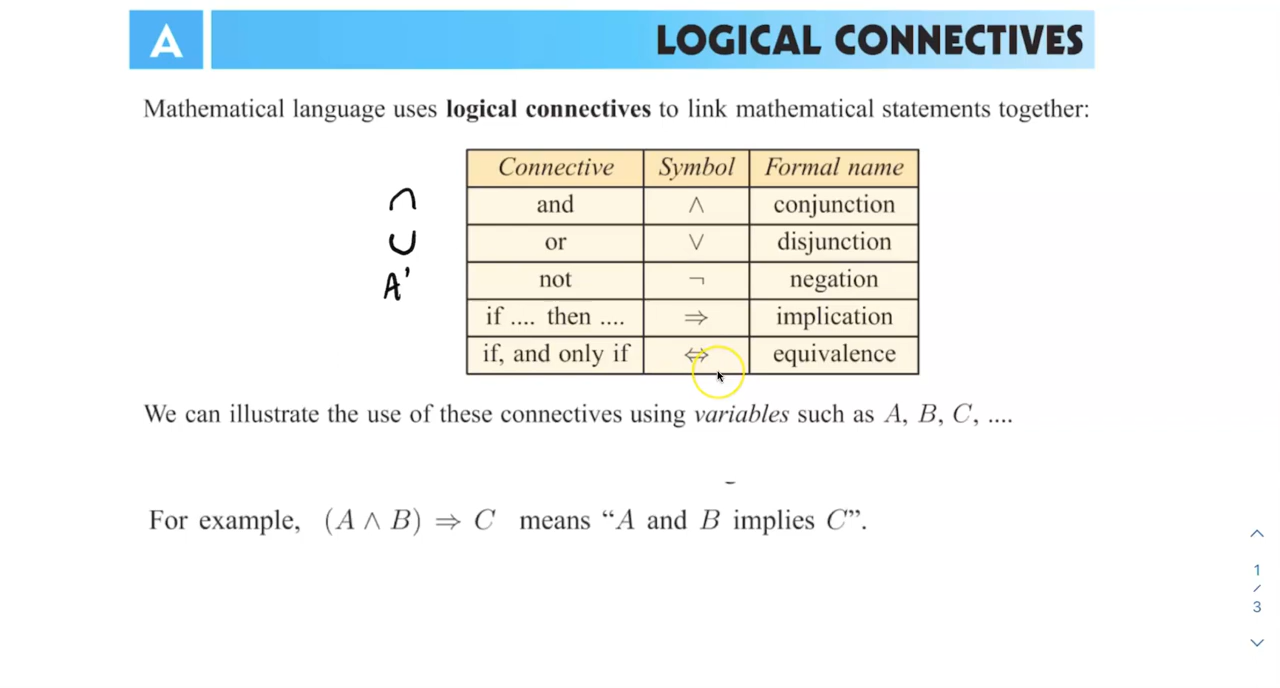 A LOGICAL CONNECTIVES
Mathematical language uses logical connectives to link mathematical statements together:
Connective Symbol Formal name
∩ and ∧ conjunction
∪ or ∨ disjunction
A' not ¬ negation
if .... then .... ⇒ implication
if, and only if ⇔ equivalence
We can illustrate the use of these connectives using variables such as A, B, C, ....
For example, (A ∧ B) ⇒ C means “A and B implies C”.
1
/
3